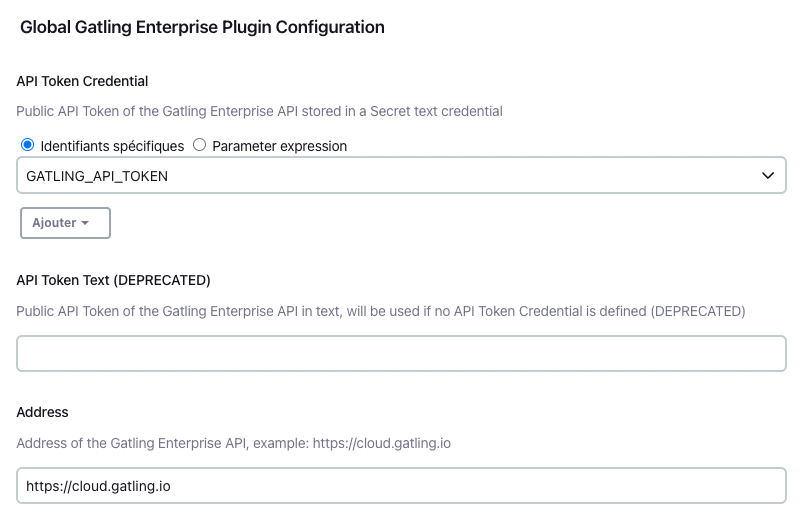 Global Gatling Enterprise Plugin Configuration
API Token Credential
Public API Token of the Gatling Enterprise API stored in a Secret text credential
Identifiants spécifiques Parameter expression
GATLING_API_TOKEN
Ajouter
API Token Text (DEPRECATED)
Public API Token of the Gatling Enterprise API in text, will be used if no API Token Credential is defined (DEPRECATED)
Address
Address of the Gatling Enterprise API, example: https://cloud.gatling.io
https://cloud.gatling.io